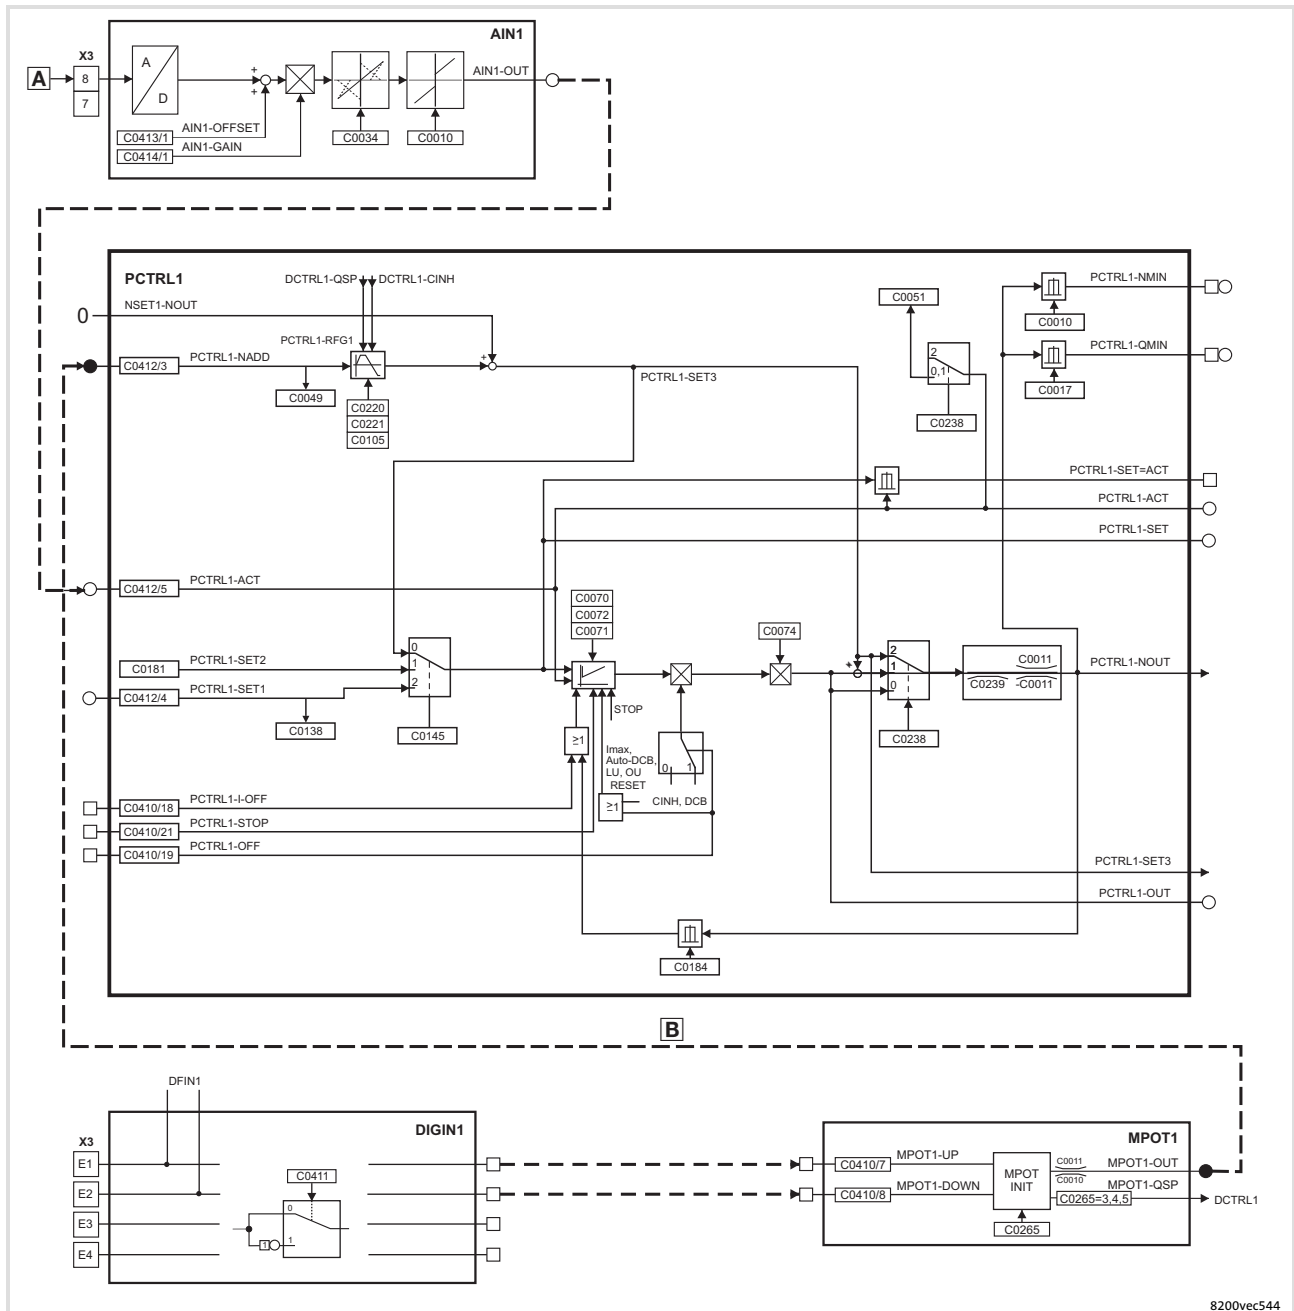 AIN1
X3
A
8
7
A
D
+
+
AIN1-OUT
C0413/1
AIN1-OFFSET
C0414/1
AIN1-GAIN
C0034
C0010
PCTRL1
DCTRL1-QSP
DCTRL1-CINH
0
NSET1-NOUT
PCTRL1-RFG1
C0412/3
PCTRL1-NADD
+
C0049
C0220
C0221
C0105
PCTRL1-SET3
C0051
2
0,1
C0238
PCTRL1-NMIN
C0010
PCTRL1-QMIN
C0017
PCTRL1-SET=ACT
PCTRL1-ACT
PCTRL1-SET
C0412/5
PCTRL1-ACT
C0070
C0072
C0071
C0074
C0181
PCTRL1-SET2
C0412/4
PCTRL1-SET1
C0138
0
1
2
C0145
STOP
≥1
Imax,
Auto-DCB,
LU, OU
RESET
≥1
CINH, DCB
0
1
+
2
1
0
C0238
C0011
C0239
-C0011
PCTRL1-NOUT
C0410/18
PCTRL1-I-OFF
C0410/21
PCTRL1-STOP
C0410/19
PCTRL1-OFF
PCTRL1-SET3
PCTRL1-OUT
C0184
B
DFIN1
DIGIN1
X3
E1
E2
E3
E4
C0411
0
1
1
MPOT1
C0410/7
MPOT1-UP
C0410/8
MPOT1-DOWN
MPOT
INIT
C0265
C0011
C0010
MPOT1-OUT
MPOT1-QSP
C0265=3,4,5
DCTRL1
8200vec544